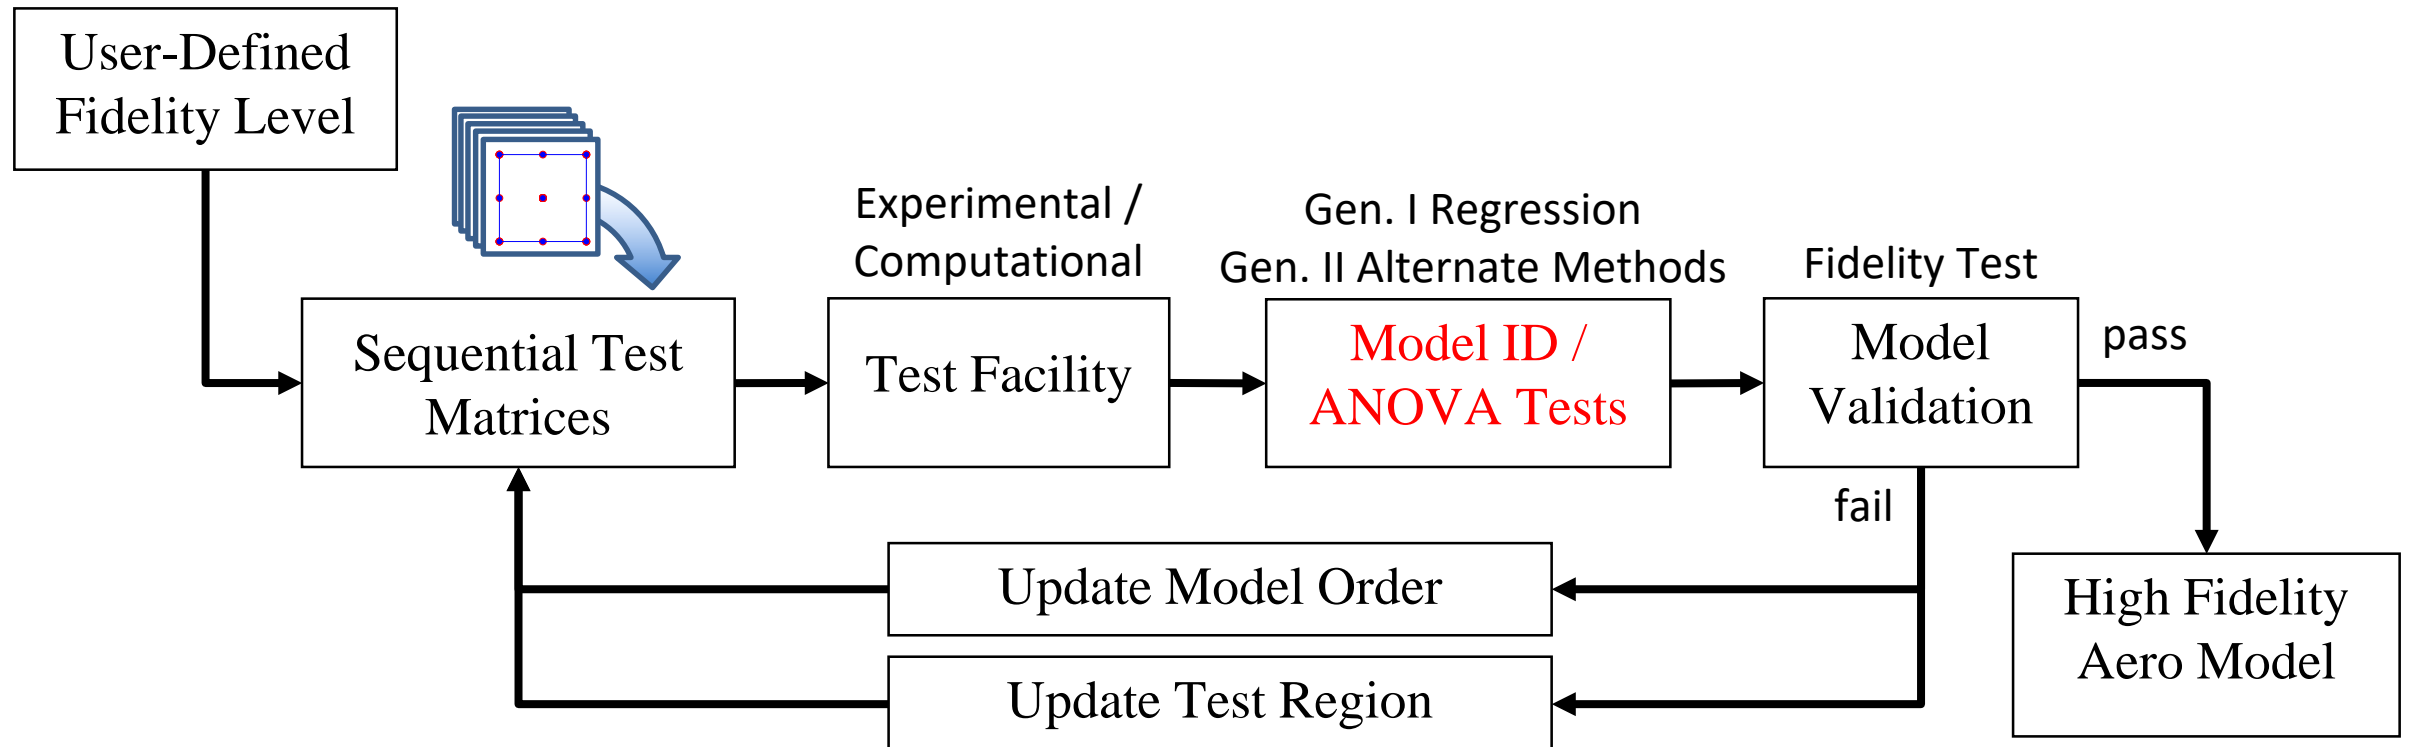 User-Defined
Fidelity Level
Experimental /
Computational
Gen. I Regression
Gen. II Alternate Methods
Fidelity Test
Sequential Test
Matrices
Test Facility
Model ID /
ANOVA Tests
Model
Validation
pass
fail
Update Model Order
Update Test Region
High Fidelity
Aero Model